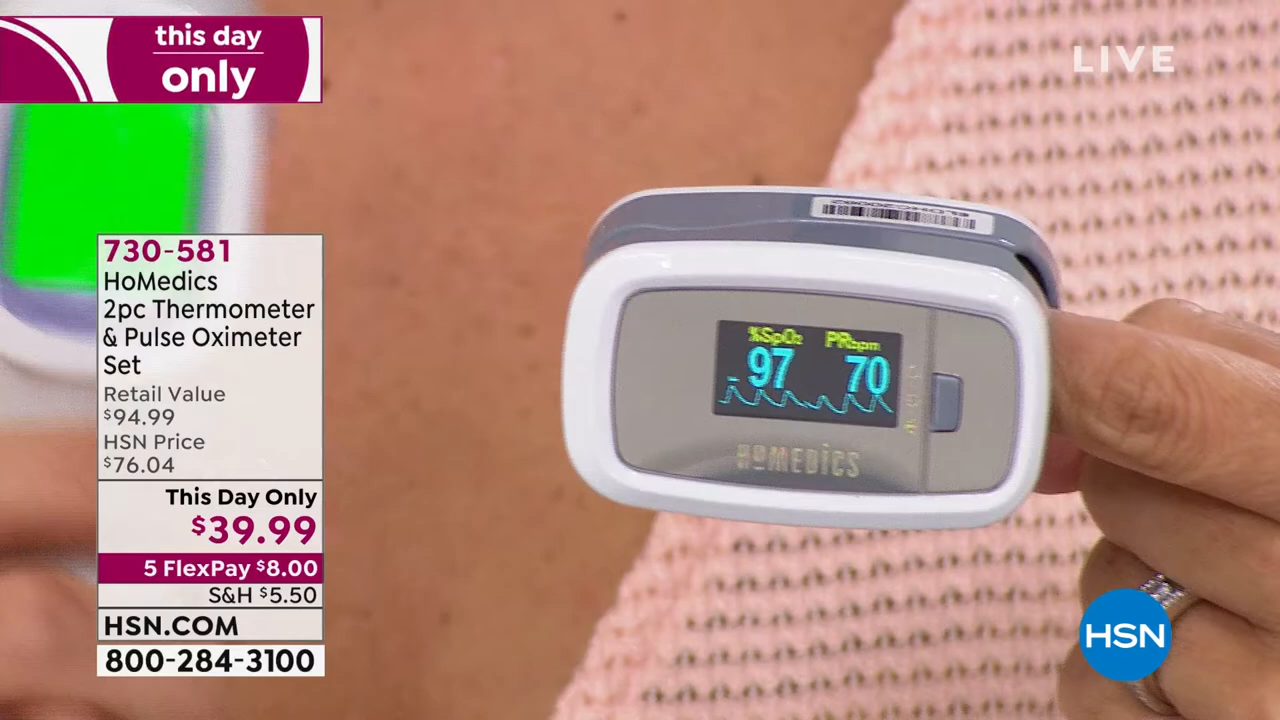 this day
only
LIVE
730-581
HoMedics
2pc Thermometer
& Pulse Oximeter
Set
Retail Value
$94.99
HSN Price
$76.04
This Day Only
$39.99
5 FlexPay $8.00
S&H $5.50
HSN.COM
800-284-3100
%SpO₂ PRbpm
97 70
HOMEDICS
HSN